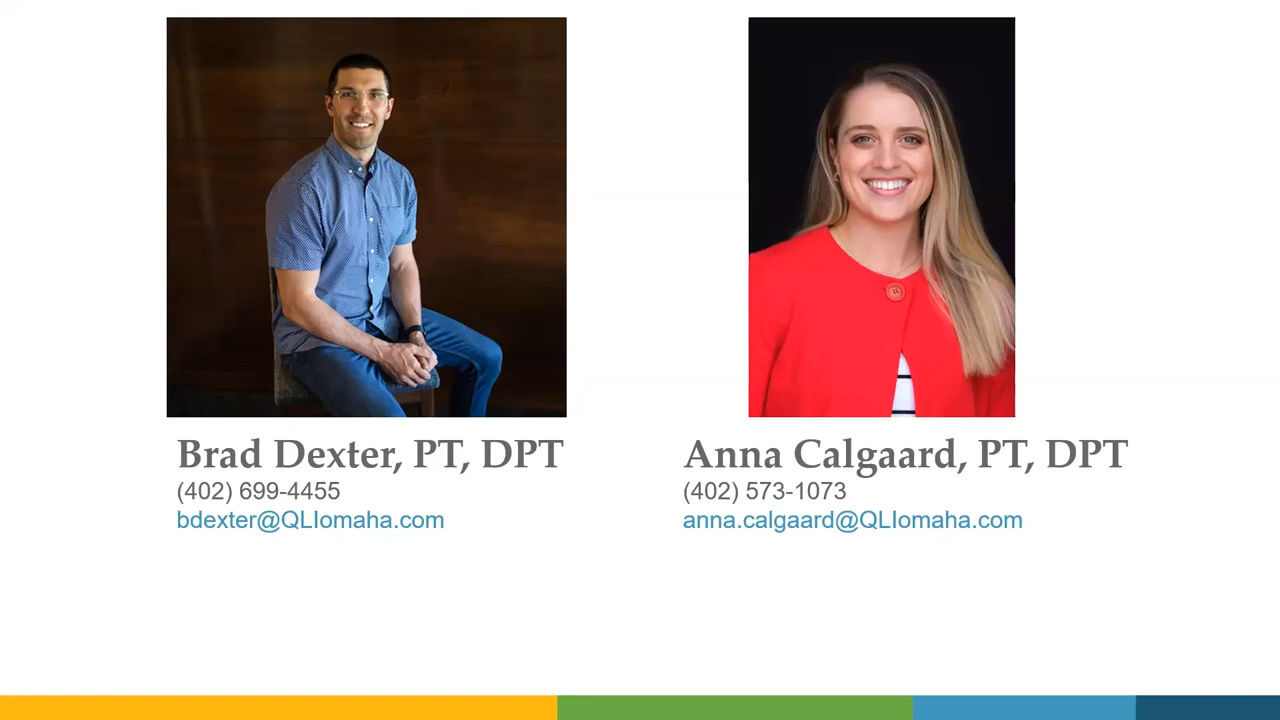 Brad Dexter, PT, DPT
(402) 699-4455
bdexter@QLIomaha.com
Anna Calgaard, PT, DPT
(402) 573-1073
anna.calgaard@QLIomaha.com